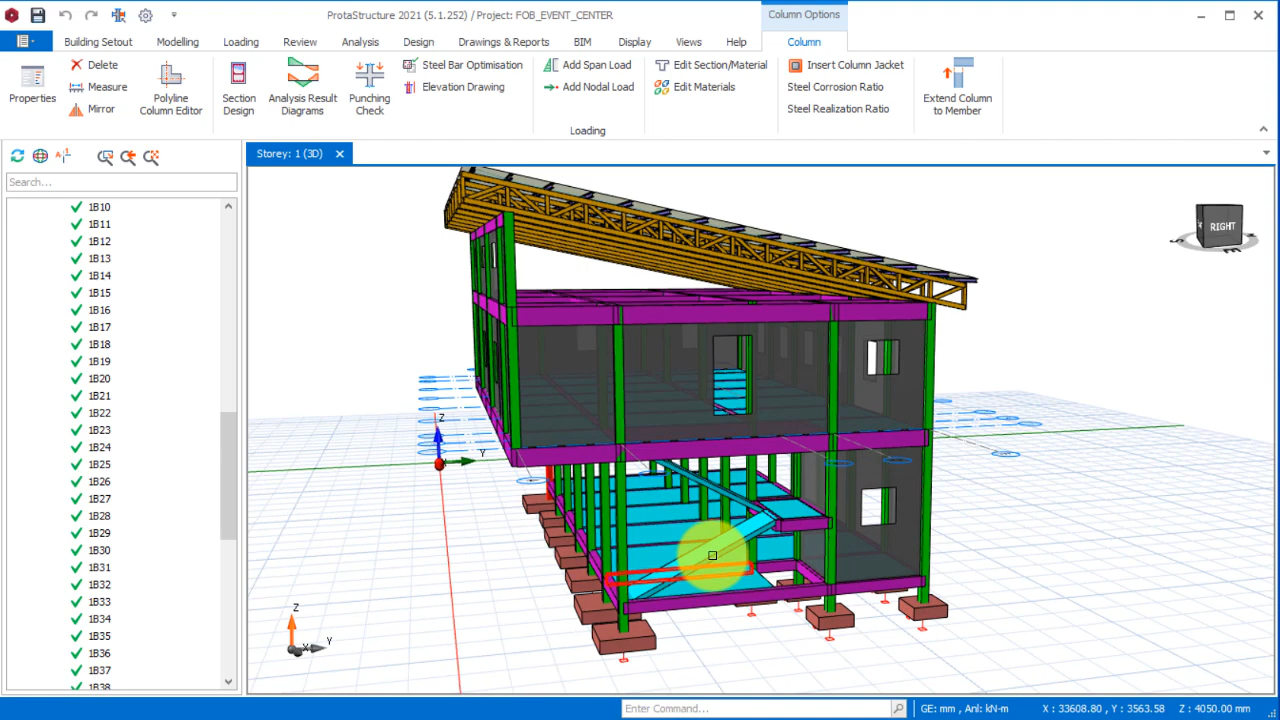 ProtaStructure 2021 (5.1.252) / Project: FOB_EVENT_CENTER
Column Options
Building Setout Modelling Loading Review Analysis Design Drawings & Reports BIM Display Views Help Column
Properties
Delete
Measure
Mirror
Polyline
Column Editor
Section
Design
Analysis Result
Diagrams
Punching
Check
Steel Bar Optimisation
Elevation Drawing
Add Span Load
Add Nodal Load
Loading
Edit Section/Material
Edit Materials
Insert Column Jacket
Steel Corrosion Ratio
Steel Realization Ratio
Extend Column
to Member
Storey: 1 (3D)
Search...
1B10
1B11
1B12
1B13
1B14
1B15
1B16
1B17
1B18
1B19
1B20
1B21
1B22
1B23
1B24
1B25
1B26
1B27
1B28
1B29
1B30
1B31
1B32
1B33
1B34
1B35
1B36
1B37
1B38
RIGHT
Z
Y
Z
X
Y
Enter Command...
GE: mm, Anl: kN-m
X : 33608.80 Y : 3563.58 Z : 4050.00 mm